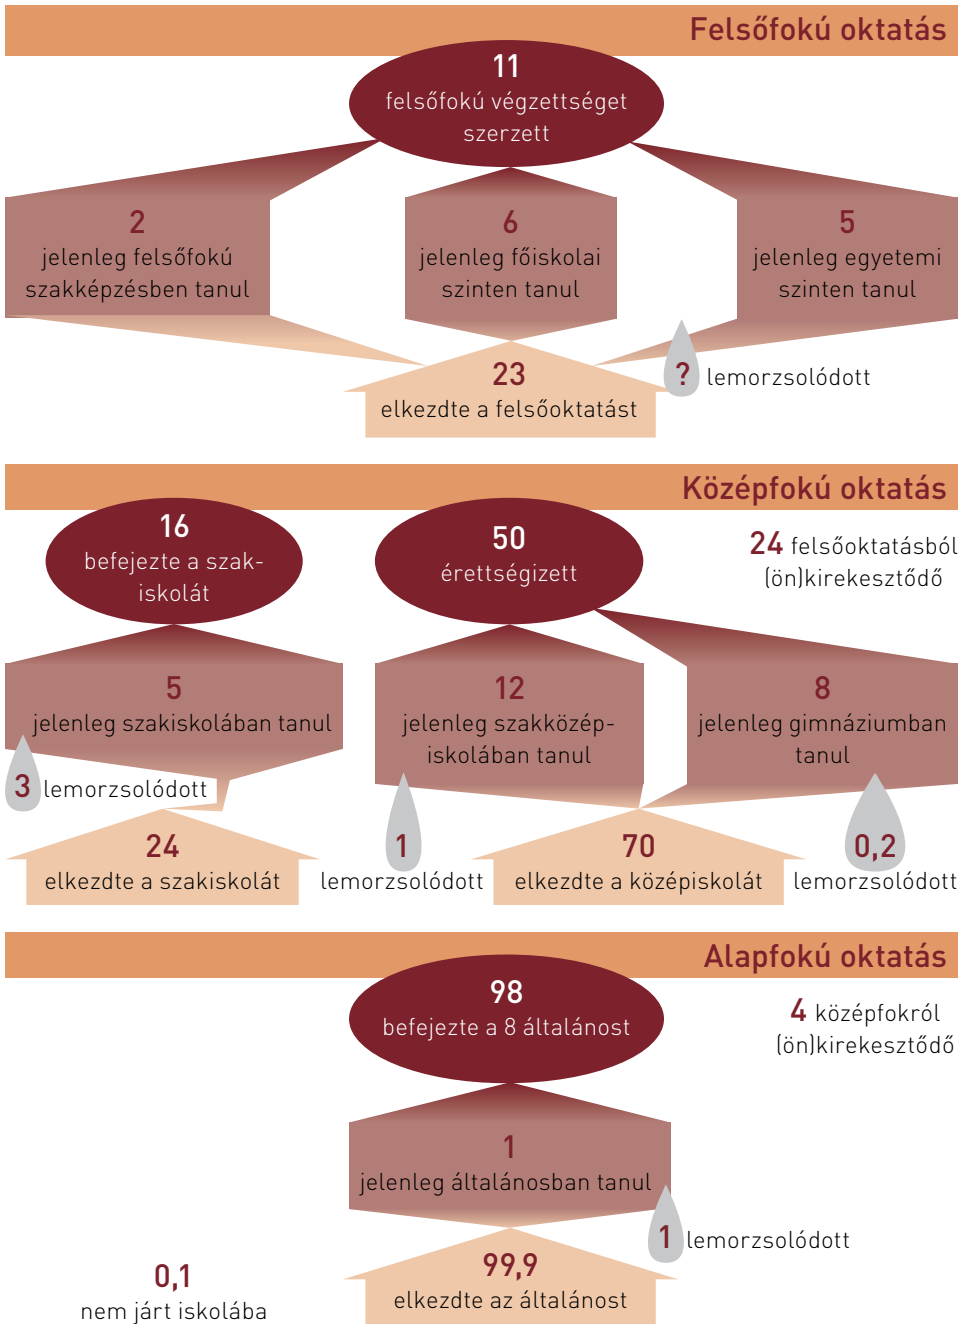 Felsőfokú oktatás
11
felsőfokú végzettséget
szerzett
2
jelenleg felsőfokú
szakképzésben tanul
6
jelenleg főiskolai
szinten tanul
5
jelenleg egyetemi
szinten tanul
23
elkezdte a felsőoktatást
? lemorzsolódott
Középfokú oktatás
16
befejezte a szak-
iskolát
50
érettségizett
24 felsőoktatásból
(ön)kirekesztődő
5
jelenleg szakiskolában tanul
12
jelenleg szakközép-
iskolában tanul
8
jelenleg gimnáziumban
tanul
3 lemorzsolódott
24
elkezdte a szakiskolát
1
lemorzsolódott
70
elkezdte a középiskolát
0,2
lemorzsolódott
Alapfokú oktatás
98
befejezte a 8 általánost
4 középfokról
(ön)kirekesztődő
1
jelenleg általánosban tanul
1 lemorzsolódott
0,1
nem járt iskolába
99,9
elkezdte az általánost